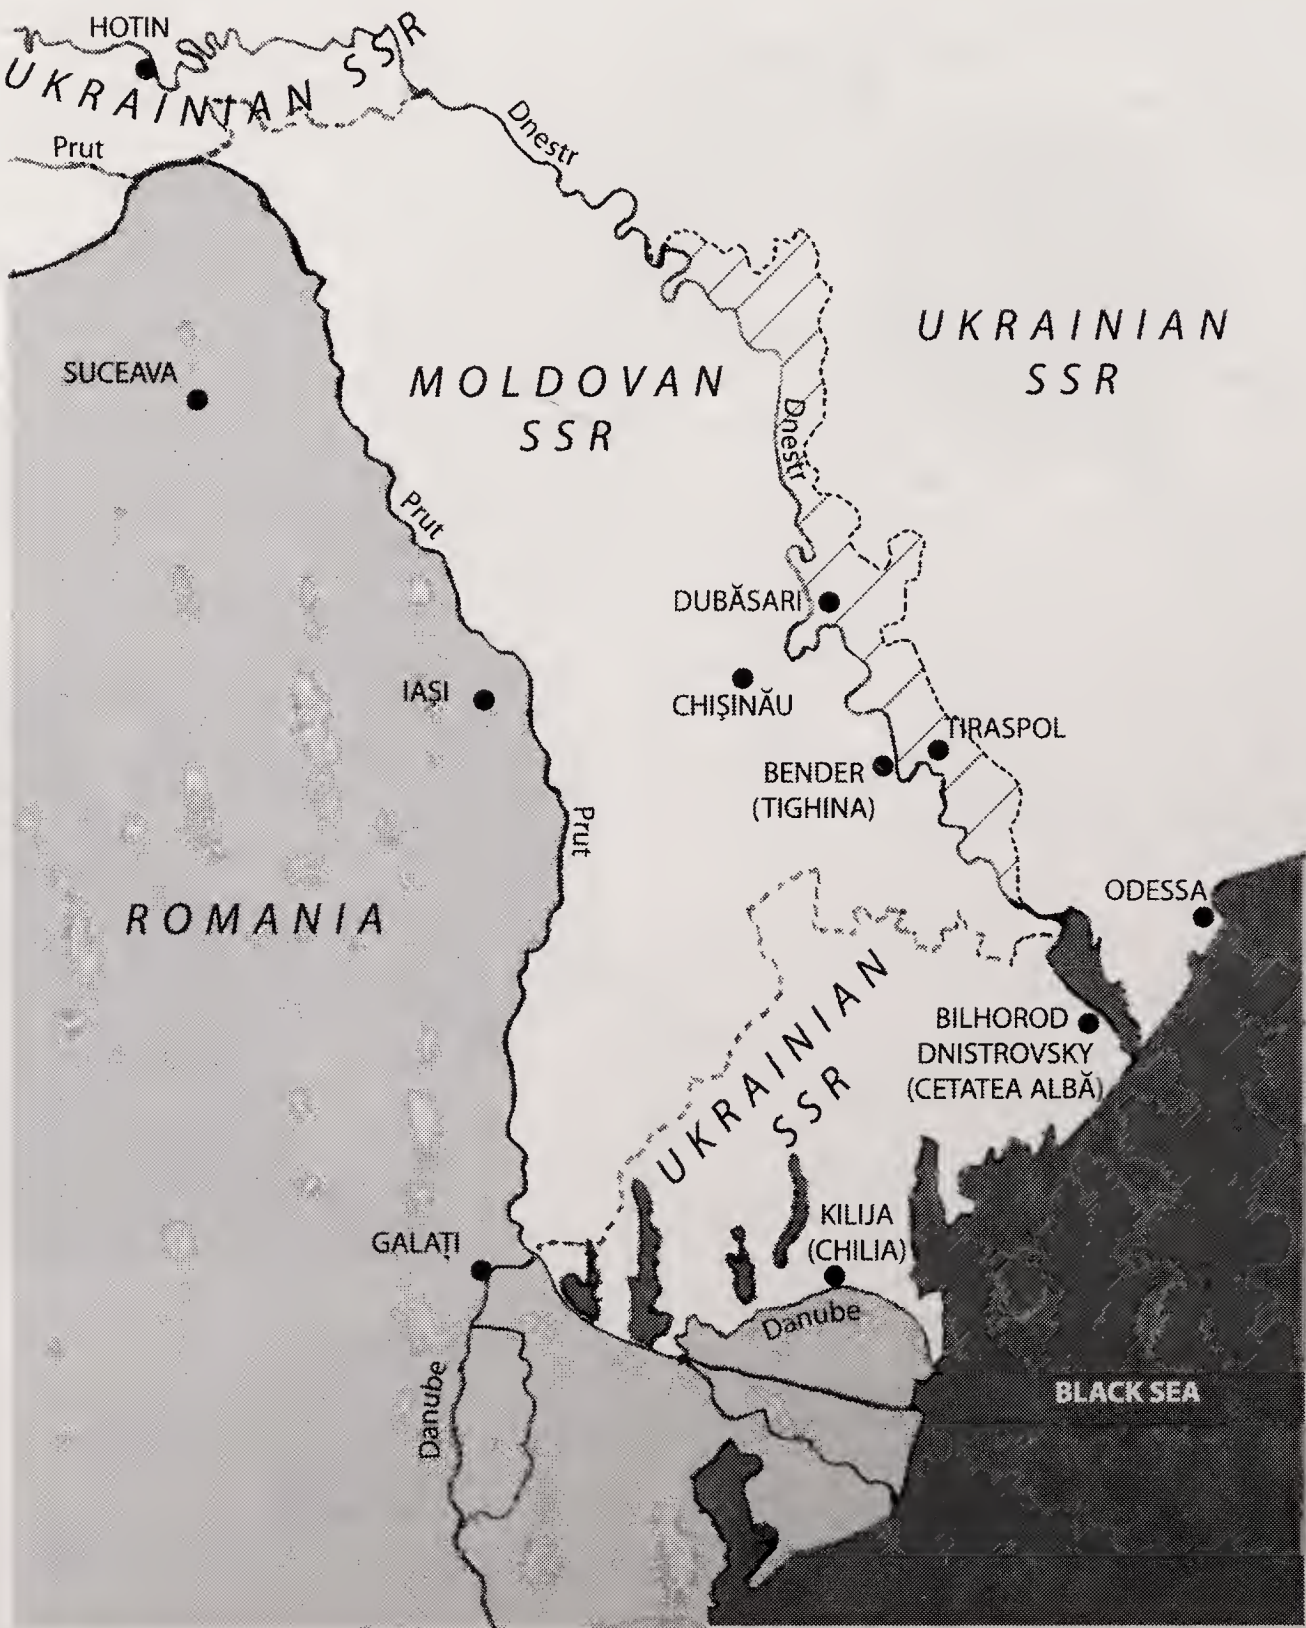 HOTIN
UKRAINIAN SSR
Prut
Dnestr
UKRAINIAN
SSR
SUCEAVA
MOLDOVAN
SSR
Dnestr
Prut
DUBĂSARI
IAŞI
CHIŞINĂU
TIRASPOL
BENDER
(TIGHINA)
Prut
ODESSA
ROMANIA
UKRAINIAN
SSR
BILHOROD
DNISTROVSKY
(CETATEA ALBĂ)
KILIJA
(CHILIA)
GALAȚI
Danube
Danube
BLACK SEA